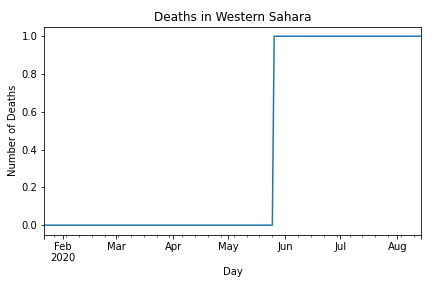 Deaths in Western Sahara
1.0
0.8
0.6
0.4
0.2
0.0
Number of Deaths
Feb Mar Apr May Jun Jul Aug
2020
Day